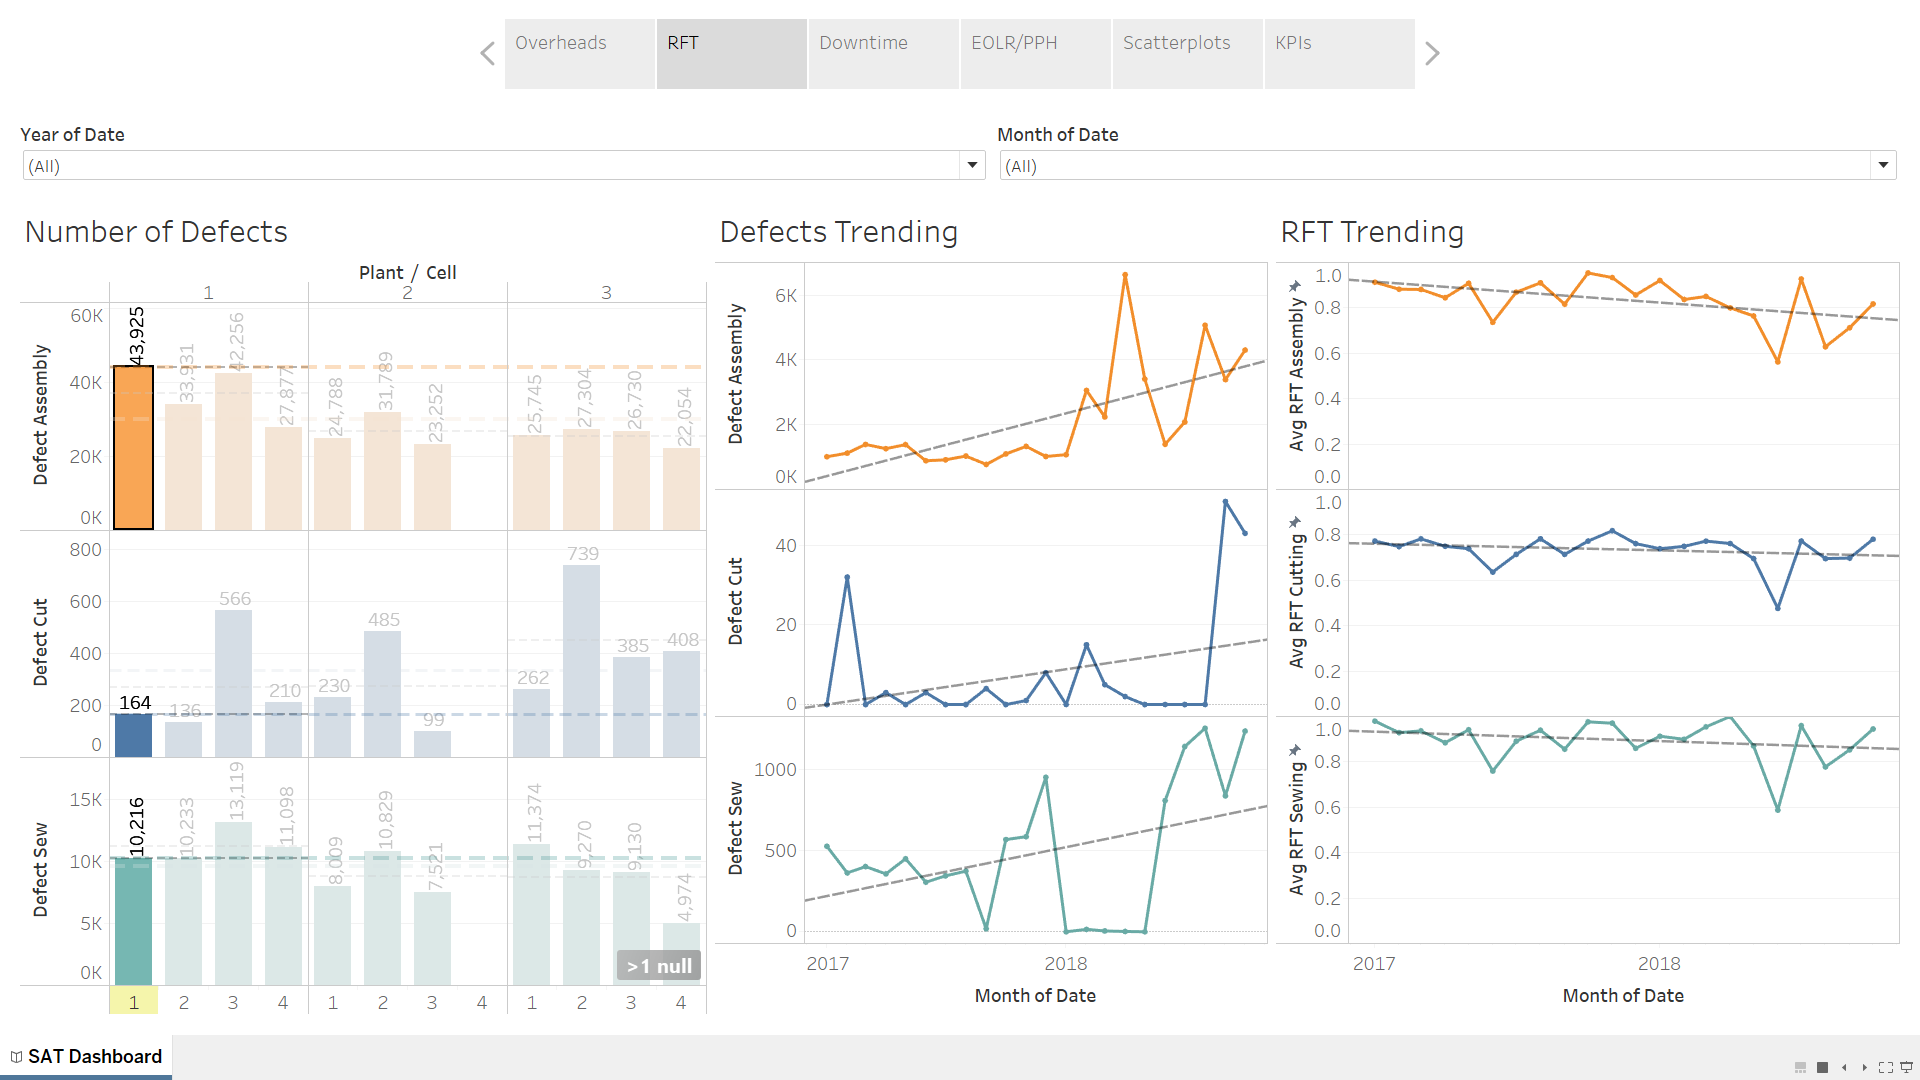 Overheads
RFT
Downtime
EOLR/PPH
Scatterplots
KPIs
Year of Date
(All)
Month of Date
(All)
Number of Defects
Plant / Cell
1
2
3
Defect Assembly
60K
40K
20K
0K
43,925
33,931
42,256
27,877
24,788
31,789
23,252
25,745
27,304
26,730
22,054
Defect Cut
800
600
400
200
0
164
136
566
210
230
485
99
262
739
385
408
Defect Sew
15K
10K
5K
0K
10,216
10,233
13,119
11,098
8,009
10,829
7,521
11,374
9,270
9,130
4,974
>1 null
1 2 3 4 1 2 3 4 1 2 3 4
Defects Trending
Defect Assembly
6K
4K
2K
0K
Defect Cut
40
20
0
Defect Sew
1000
500
0
2017 2018
Month of Date
RFT Trending
Avg RFT Assembly
1.0
0.8
0.6
0.4
0.2
0.0
Avg RFT Cutting
1.0
0.8
0.6
0.4
0.2
0.0
Avg RFT Sewing
1.0
0.8
0.6
0.4
0.2
0.0
2017 2018
Month of Date
SAT Dashboard